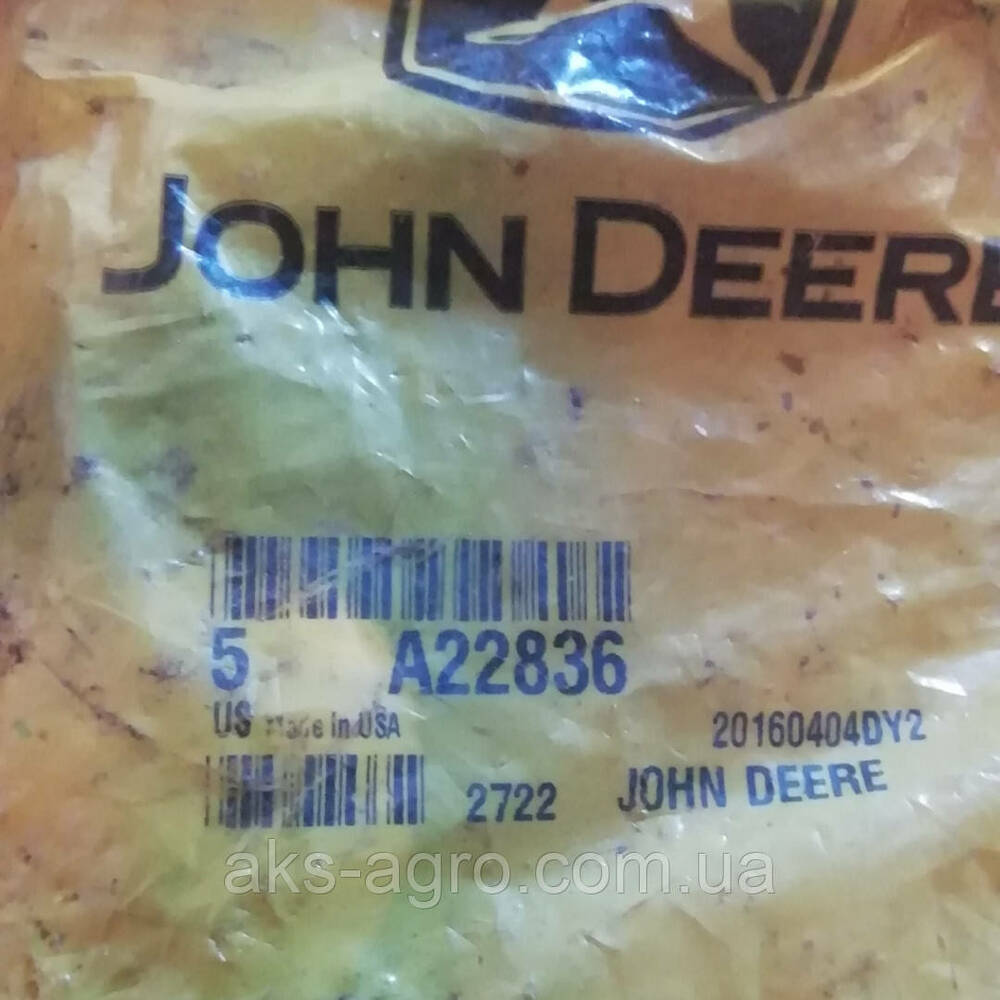 JOHN DEERE
5 A22836
US Made in USA
20160404DY2
2722 JOHN DEERE
aks-agro.com.ua